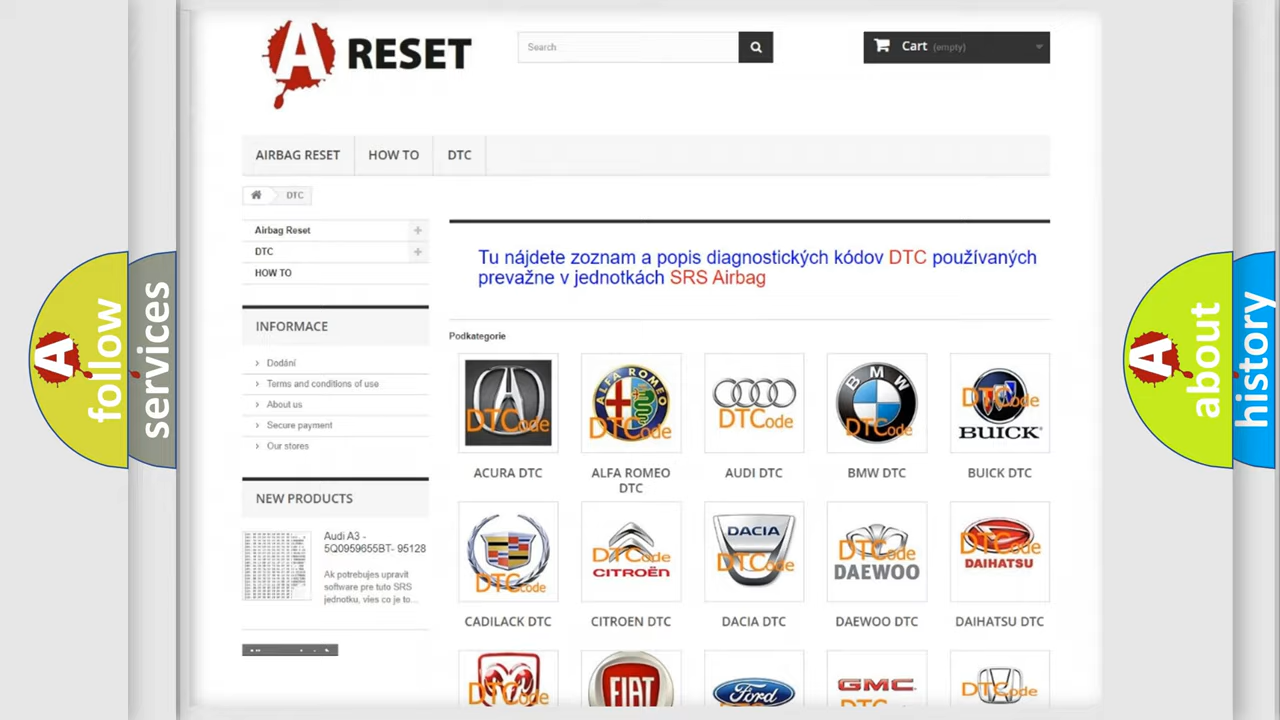 A RESET
Search
Cart (empty)
AIRBAG RESET
HOW TO
DTC
DTC
Airbag Reset
DTC
HOW TO
INFORMACE
Dodání
Terms and conditions of use
About us
Secure payment
Our stores
NEW PRODUCTS
Audi A3 -
5Q0959655BT- 95128
Ak potrebujes upravit
software pre tuto SRS
jednotku, vies co je to...
Tu nájdete zoznam a popis diagnostických kódov DTC používaných
prevažne v jednotkách SRS Airbag
Podkategorie
DTCode
ALFA ROMEO
DTCode
DTCode
BMW
DTCode
DTCode
BUICK
ACURA DTC
ALFA ROMEO
DTC
AUDI DTC
BMW DTC
BUICK DTC
DTCode
DTCode
CITROËN
DACIA
DTCode
DTCode
DAEWOO
DTCode
DAIHATSU
CADILACK DTC
CITROEN DTC
DACIA DTC
DAEWOO DTC
DAIHATSU DTC
DTCode
FIAT
Ford
GMC
DTCode
A follow
services
A about
history